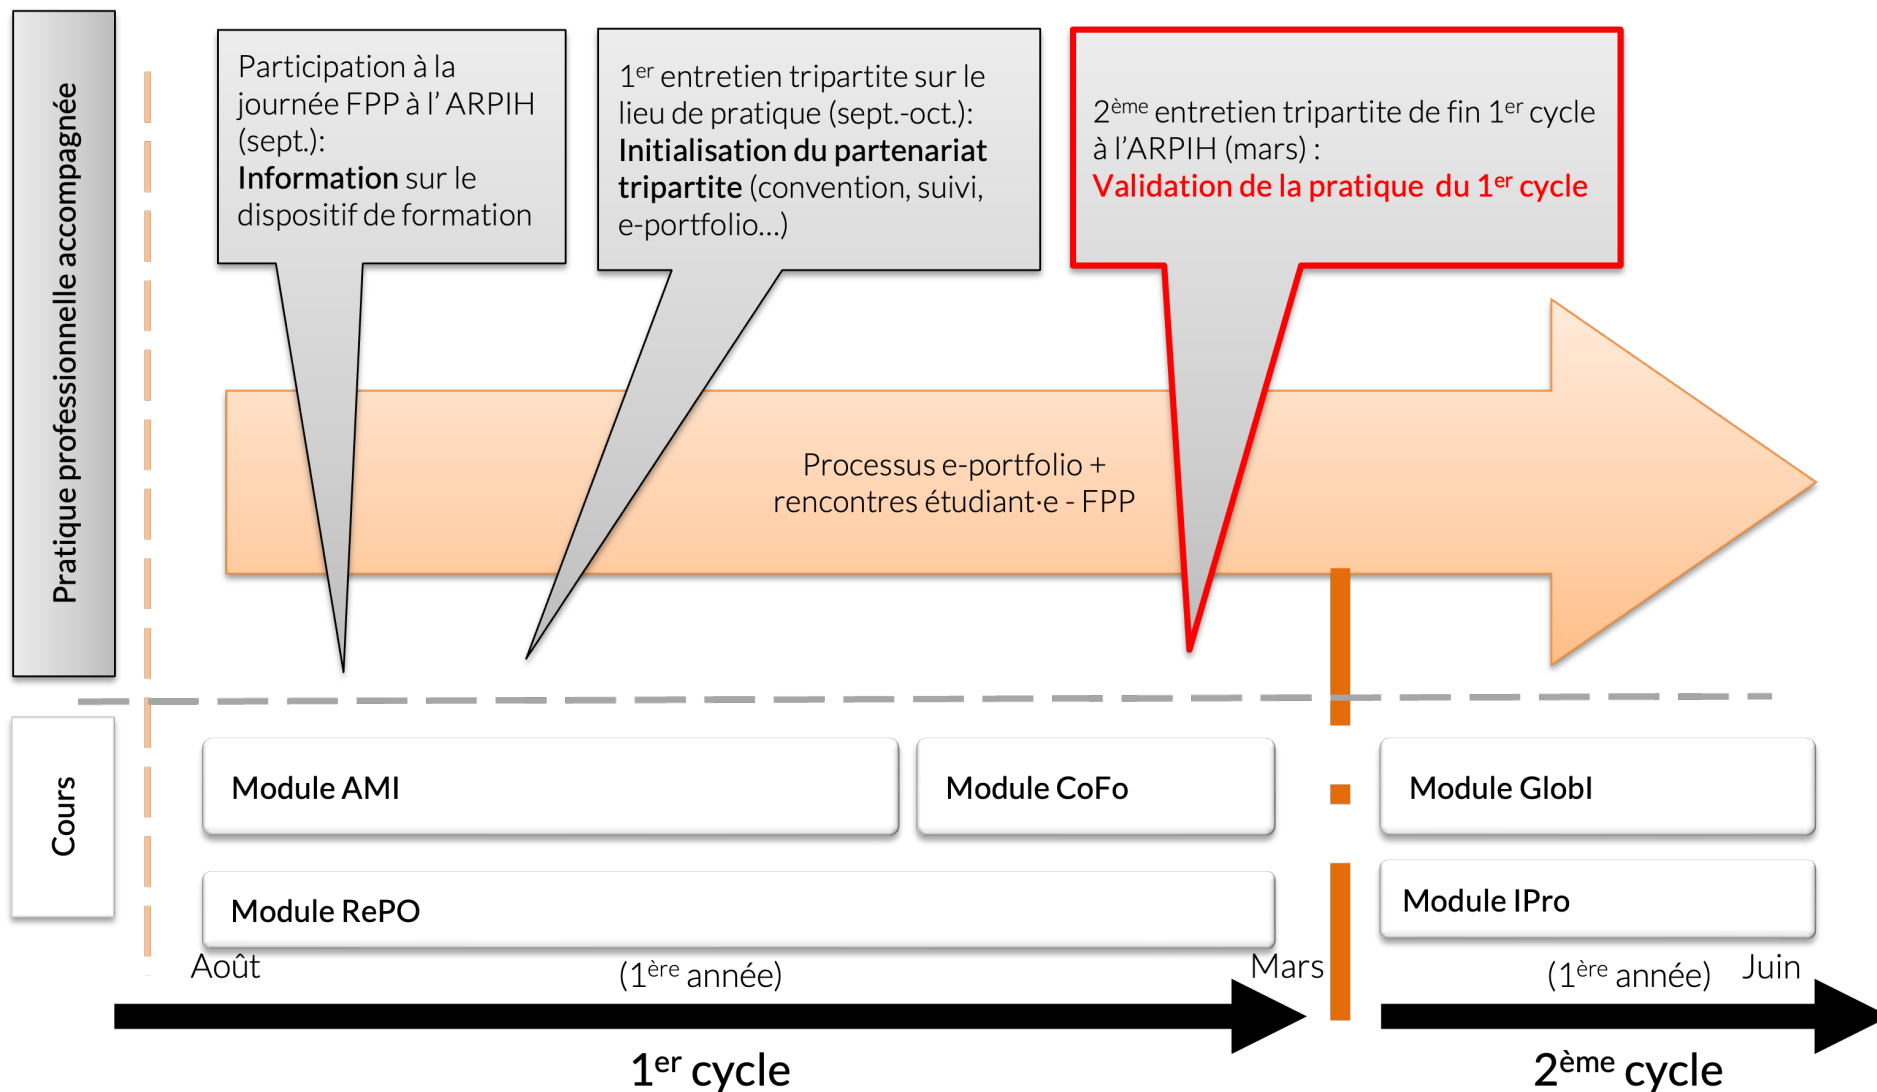 Pratique professionnelle accompagnée
Participation à la
journée FPP à l’ ARPIH
(sept.):
Information sur le
dispositif de formation
1er entretien tripartite sur le
lieu de pratique (sept.-oct.):
Initialisation du partenariat
tripartite (convention, suivi,
e-portfolio...)
2ème entretien tripartite de fin 1er cycle
à l’ARPIH (mars) :
Validation de la pratique du 1er cycle
Processus e-portfolio +
rencontres étudiant·e - FPP
Cours
Module AMI
Module CoFo
Module GlobI
Module RePO
Module IPro
Août
(1ère année)
Mars
(1ère année)
Juin
1er cycle
2ème cycle